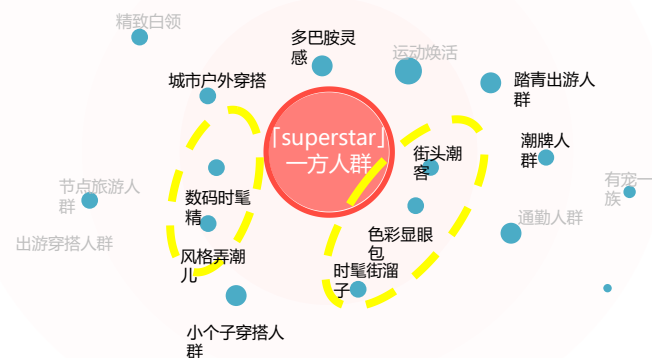 精致白领
多巴胺灵
感
运动焕活
城市户外穿搭
踏青出游人
群
「superstar」
一方人群
街头潮
客
潮牌人
群
节点旅游人
群
数码时髦
精
有宠一
族
通勤人群
出游穿搭人群
色彩显眼
包
风格弄潮
儿
时髦街溜
子
小个子穿搭人
群